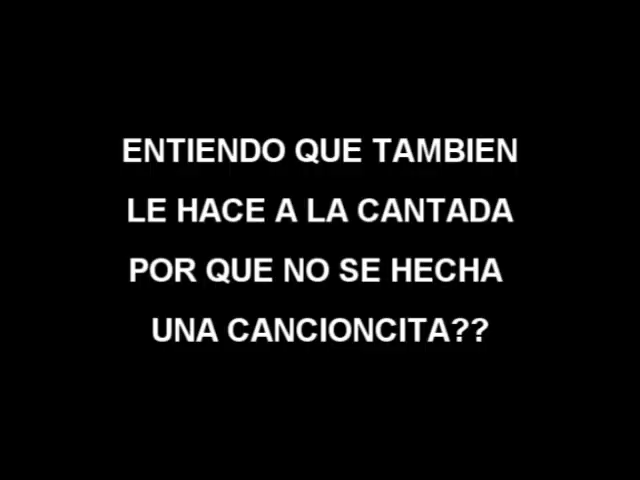 ENTIENDO QUE TAMBIEN
LE HACE A LA CANTADA
POR QUE NO SE HECHA
UNA CANCIONCITA??